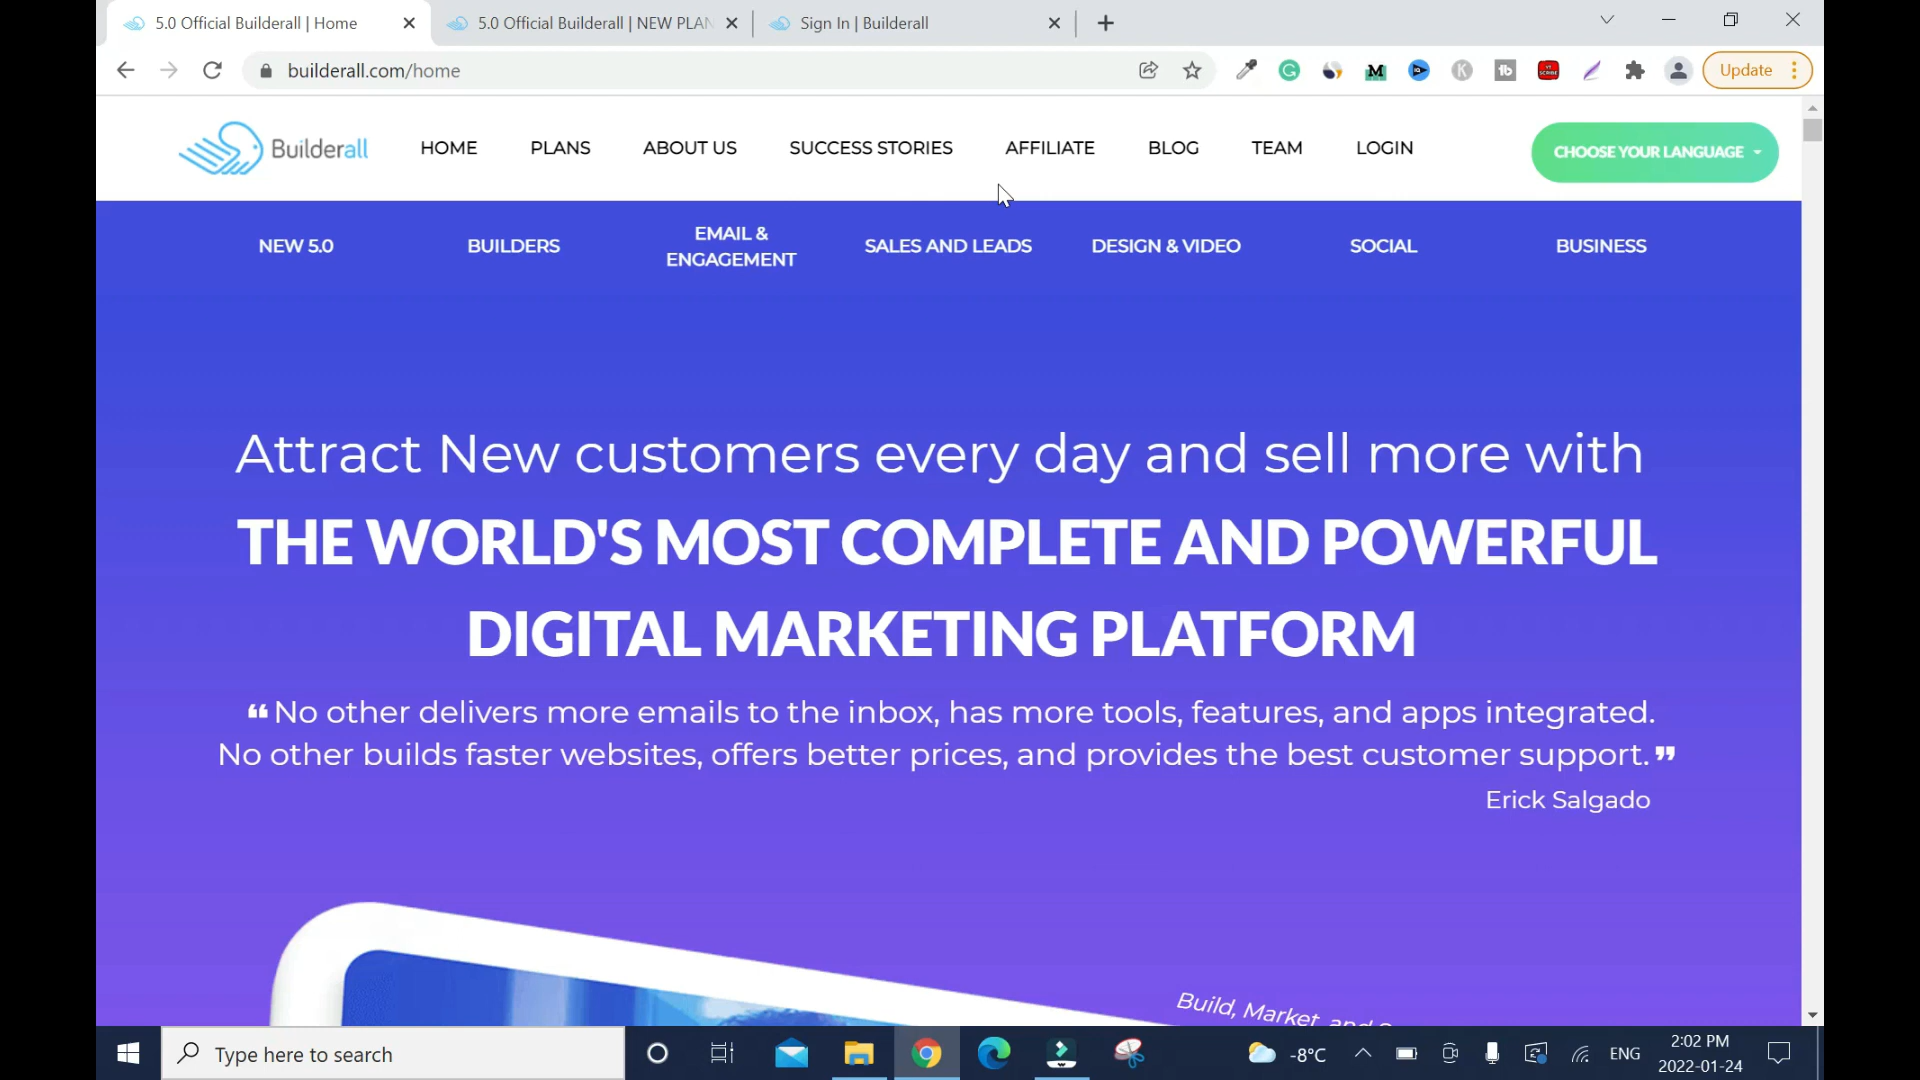 5.0 Official Builderall | Home
5.0 Official Builderall | NEW PLAN
Sign In | Builderall
builderall.com/home
Update
Builderall
HOME
PLANS
ABOUT US
SUCCESS STORIES
AFFILIATE
BLOG
TEAM
LOGIN
CHOOSE YOUR LANGUAGE
NEW 5.0
BUILDERS
EMAIL &
ENGAGEMENT
SALES AND LEADS
DESIGN & VIDEO
SOCIAL
BUSINESS
Attract New customers every day and sell more with
THE WORLD'S MOST COMPLETE AND POWERFUL
DIGITAL MARKETING PLATFORM
❝ No other delivers more emails to the inbox, has more tools, features, and apps integrated.
No other builds faster websites, offers better prices, and provides the best customer support. ❞
Erick Salgado
Build, Market, and
Type here to search
-8°C
ENG
2:02 PM
2022-01-24